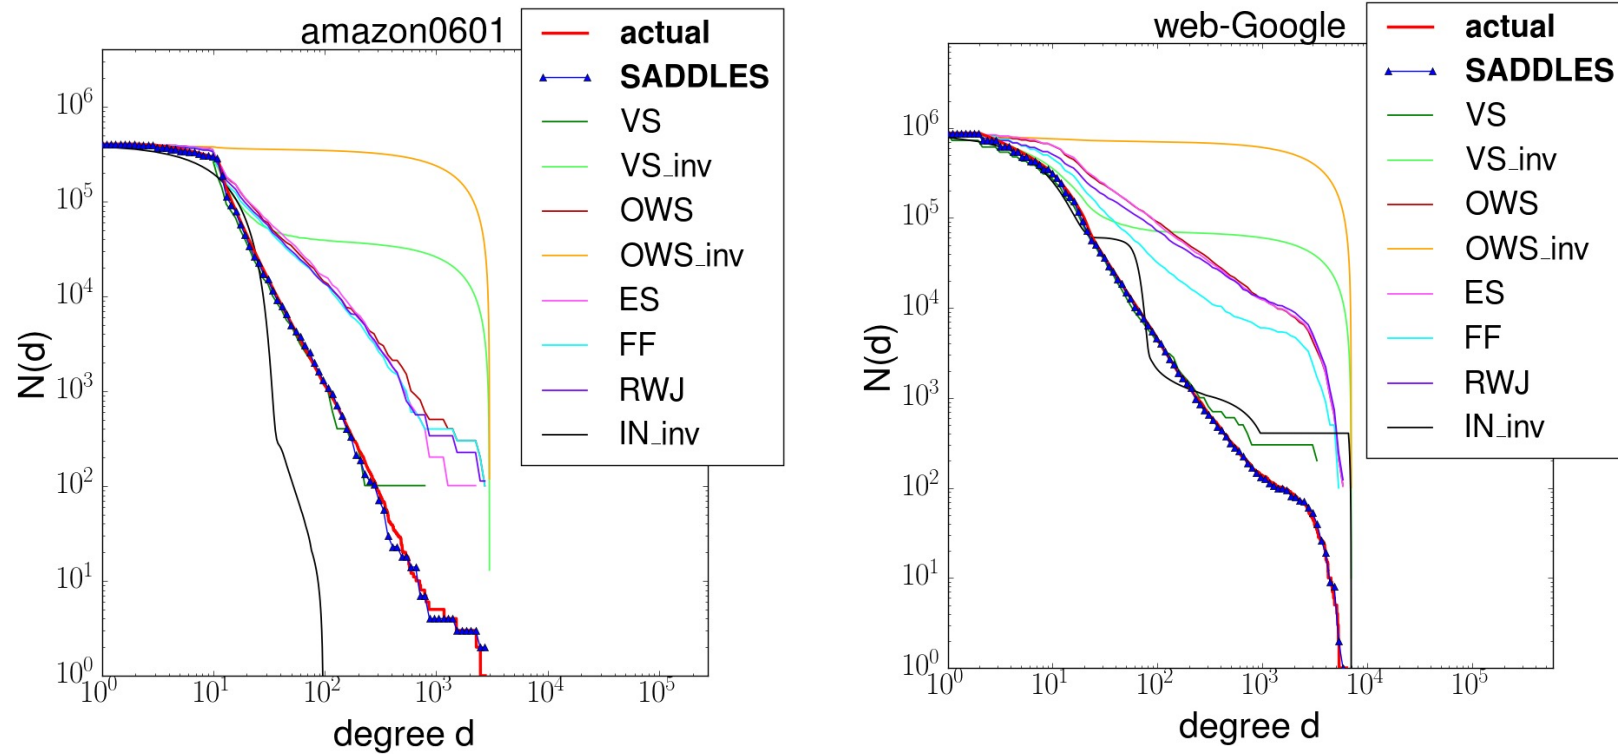 amazon0601
actual
SADDLES
VS
VS_inv
OWS
OWS_inv
ES
FF
RWJ
IN_inv
N(d)
10^6
10^5
10^4
10^3
10^2
10^1
10^0
10^0 10^1 10^2 10^3 10^4 10^5
degree d
web-Google
actual
SADDLES
VS
VS_inv
OWS
OWS_inv
ES
FF
RWJ
IN_inv
N(d)
10^6
10^5
10^4
10^3
10^2
10^1
10^0
10^0 10^1 10^2 10^3 10^4 10^5
degree d